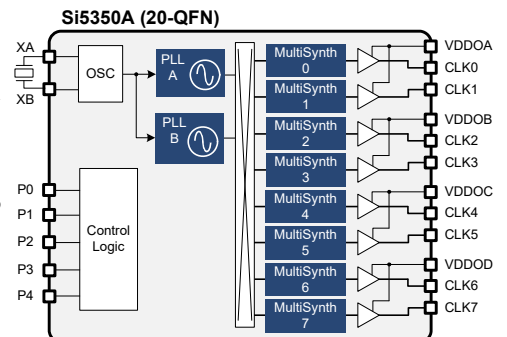 Si5350A (20-QFN)
XA
XB
OSC
PLL
A
PLL
B
P0
P1
P2
P3
P4
Control
Logic
MultiSynth
0
MultiSynth
1
MultiSynth
2
MultiSynth
3
MultiSynth
4
MultiSynth
5
MultiSynth
6
MultiSynth
7
VDDOA
CLK0
CLK1
VDDOB
CLK2
CLK3
VDDOC
CLK4
CLK5
VDDOD
CLK6
CLK7